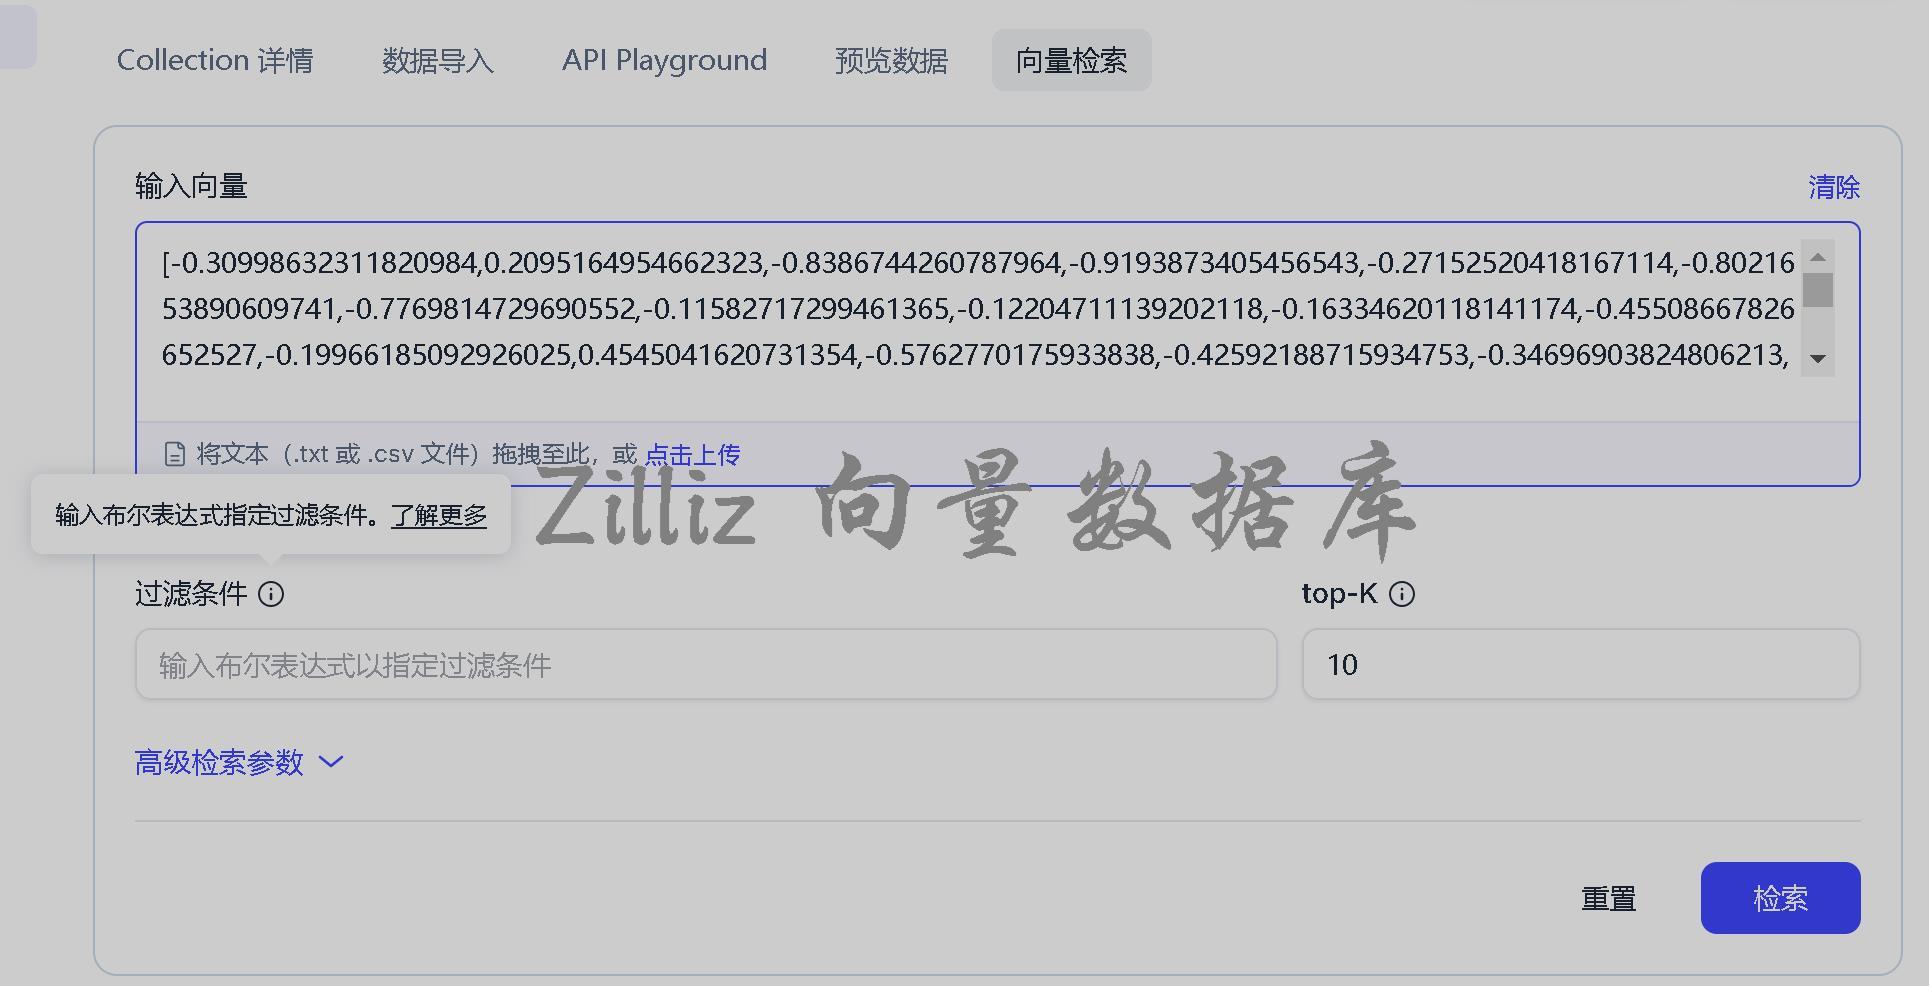 Collection 详情 数据导入 API Playground 预览数据 向量检索
输入向量 清除
[-0.30998632311820984,0.2095164954662323,-0.8386744260787964,-0.9193873405456543,-0.27152520418167114,-0.80216
53890609741,-0.7769814729690552,-0.11582717299461365,-0.12204711139202118,-0.16334620118141174,-0.45508667826
652527,-0.19966185092926025,0.4545041620731354,-0.5762770175933838,-0.42592188715934753,-0.34696903824806213,
将文本（.txt 或 .csv 文件）拖拽至此，或 点击上传
输入布尔表达式指定过滤条件。了解更多
Zilliz 向量数据库
过滤条件 top-K
输入布尔表达式以指定过滤条件 10
高级检索参数
重置 检索